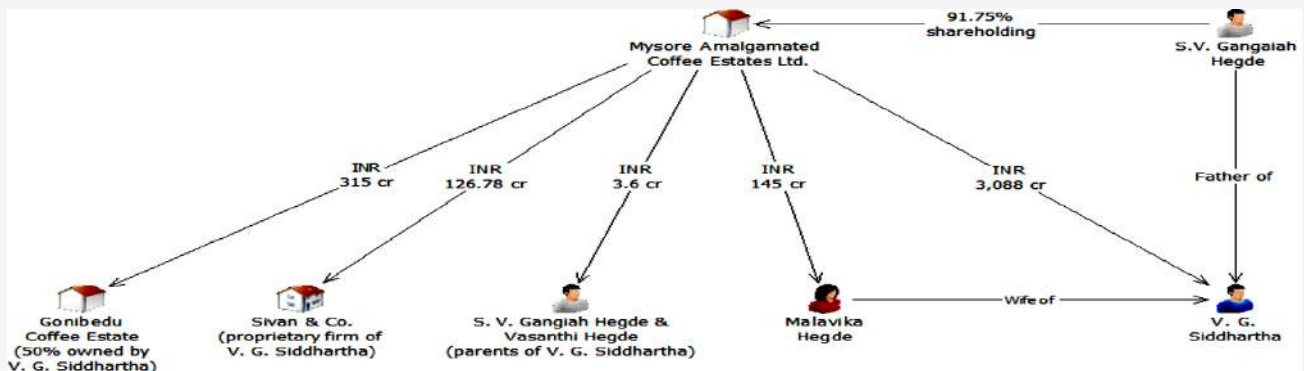 91.75%
shareholding
Mysore Amalgamated
Coffee Estates Ltd.
S.V. Gangaiah
Hegde
INR
315 cr
INR
126.78 cr
INR
3.6 cr
INR
145 cr
INR
3,088 cr
Father of
Gonibedu
Coffee Estate
(50% owned by
V. G. Siddhartha)
Sivan & Co.
(proprietary firm of
V. G. Siddhartha)
S. V. Gangiah Hegde &
Vasanthi Hegde
(parents of V. G. Siddhartha)
Malavika
Hegde
Wife of
V. G.
Siddhartha